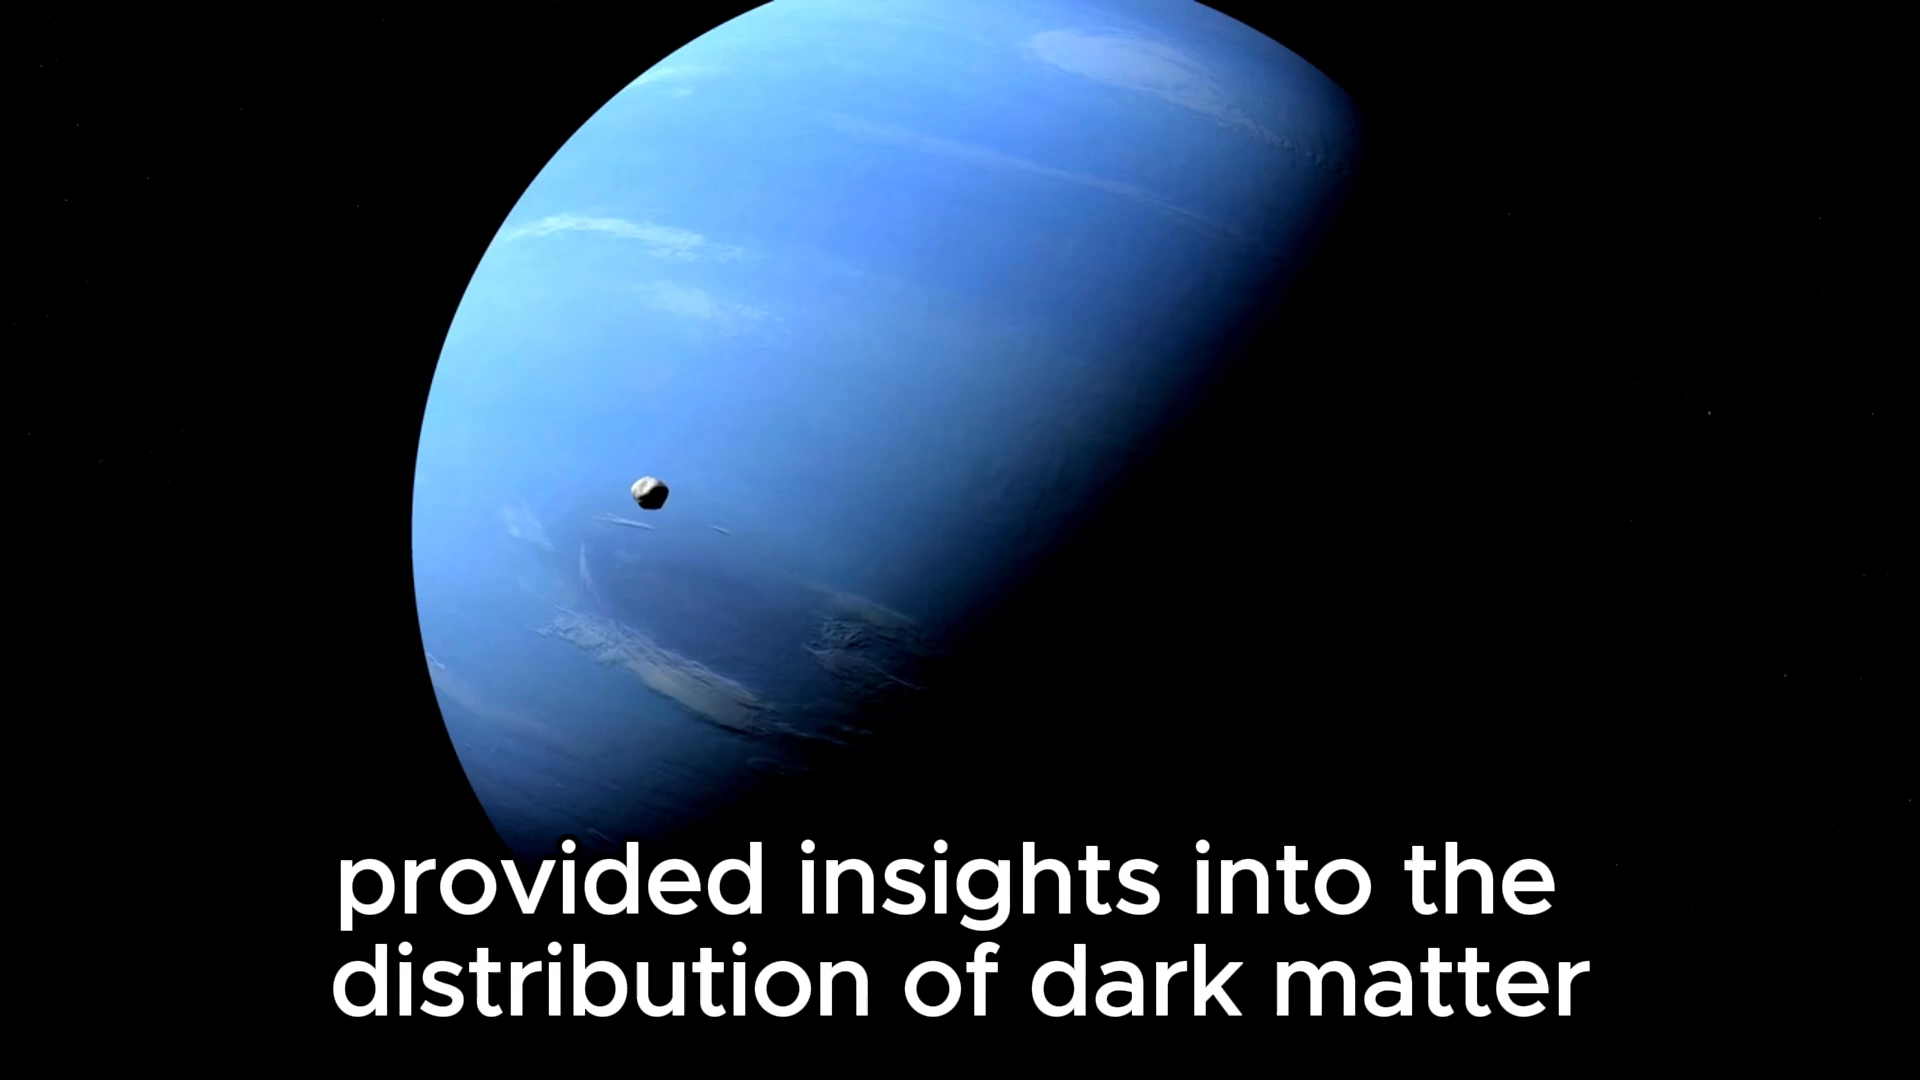 provided insights into the
distribution of dark matter